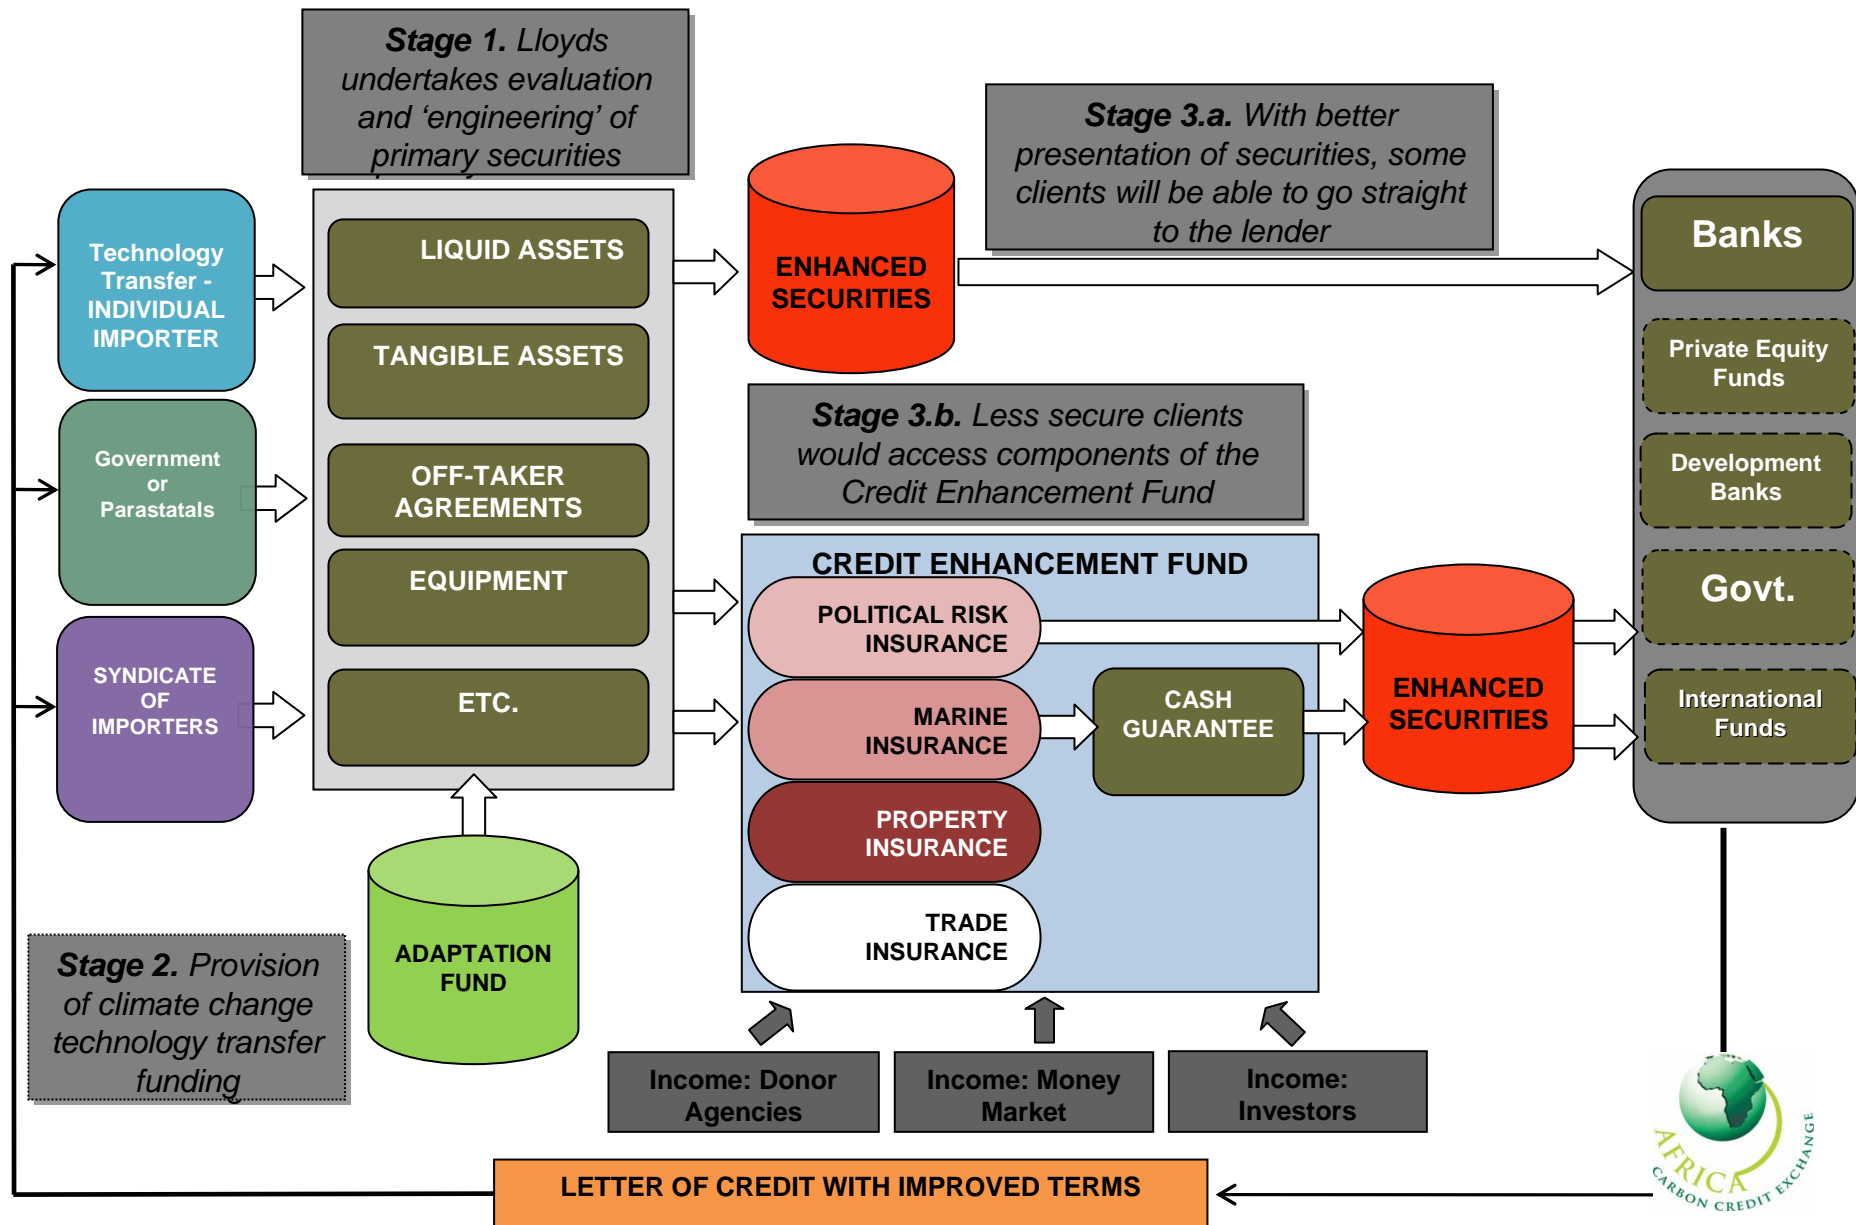 Stage 1. Lloyds
undertakes evaluation
and ‘engineering’ of
primary securities
Stage 3.a. With better
presentation of securities, some
clients will be able to go straight
to the lender
Technology
Transfer -
INDIVIDUAL
IMPORTER
LIQUID ASSETS
TANGIBLE ASSETS
ENHANCED
SECURITIES
Banks
Private Equity
Funds
Development
Banks
Govt.
International
Funds
Stage 3.b. Less secure clients
would access components of the
Credit Enhancement Fund
Government
or
Parastatals
OFF-TAKER
AGREEMENTS
EQUIPMENT
ETC.
SYNDICATE
OF
IMPORTERS
CREDIT ENHANCEMENT FUND
POLITICAL RISK
INSURANCE
MARINE
INSURANCE
PROPERTY
INSURANCE
TRADE
INSURANCE
CASH
GUARANTEE
ENHANCED
SECURITIES
ADAPTATION
FUND
Stage 2. Provision
of climate change
technology transfer
funding
Income: Donor
Agencies
Income: Money
Market
Income:
Investors
LETTER OF CREDIT WITH IMPROVED TERMS
AFRICA
CARBON CREDIT EXCHANGE